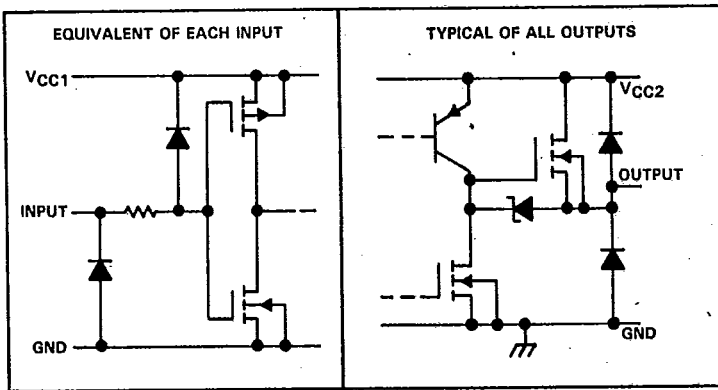 EQUIVALENT OF EACH INPUT
VCC1
INPUT
GND
TYPICAL OF ALL OUTPUTS
VCC2
OUTPUT
GND